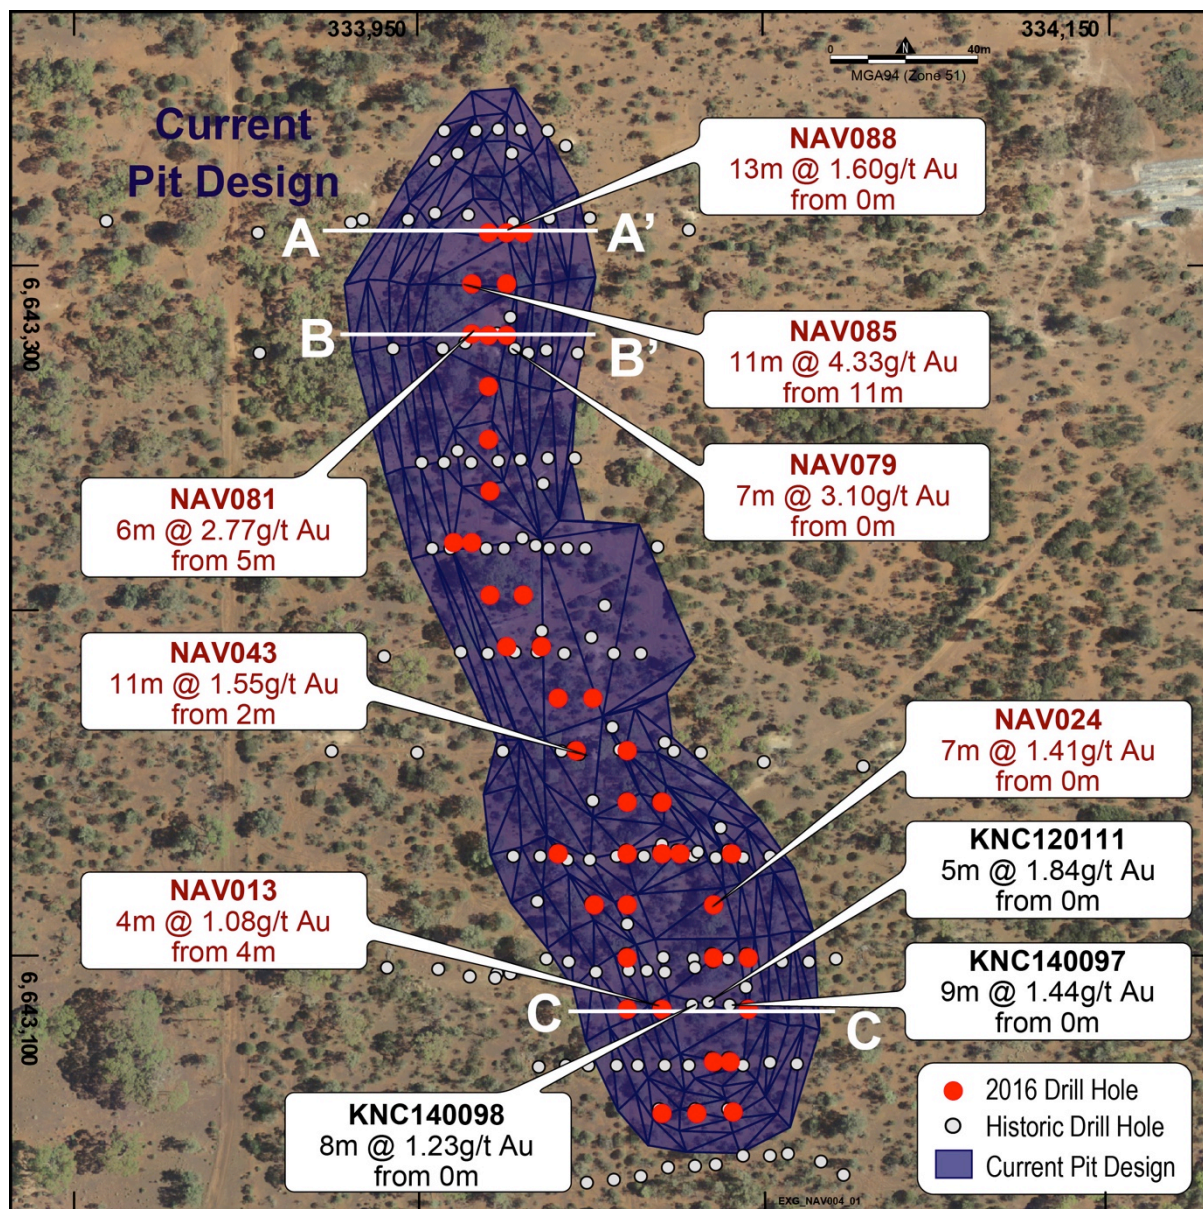 333,950
334,150
N
0
40m
MGA94 (Zone 51)
Current
Pit Design
NAV088
13m @ 1.60g/t Au
from 0m
A
A’
6,643,300
B
B’
NAV085
11m @ 4.33g/t Au
from 11m
NAV081
6m @ 2.77g/t Au
from 5m
NAV079
7m @ 3.10g/t Au
from 0m
NAV043
11m @ 1.55g/t Au
from 2m
NAV024
7m @ 1.41g/t Au
from 0m
KNC120111
5m @ 1.84g/t Au
from 0m
NAV013
4m @ 1.08g/t Au
from 4m
KNC140097
9m @ 1.44g/t Au
from 0m
6,643,100
C
C
KNC140098
8m @ 1.23g/t Au
from 0m
2016 Drill Hole
Historic Drill Hole
Current Pit Design
EXG_NAV004_01